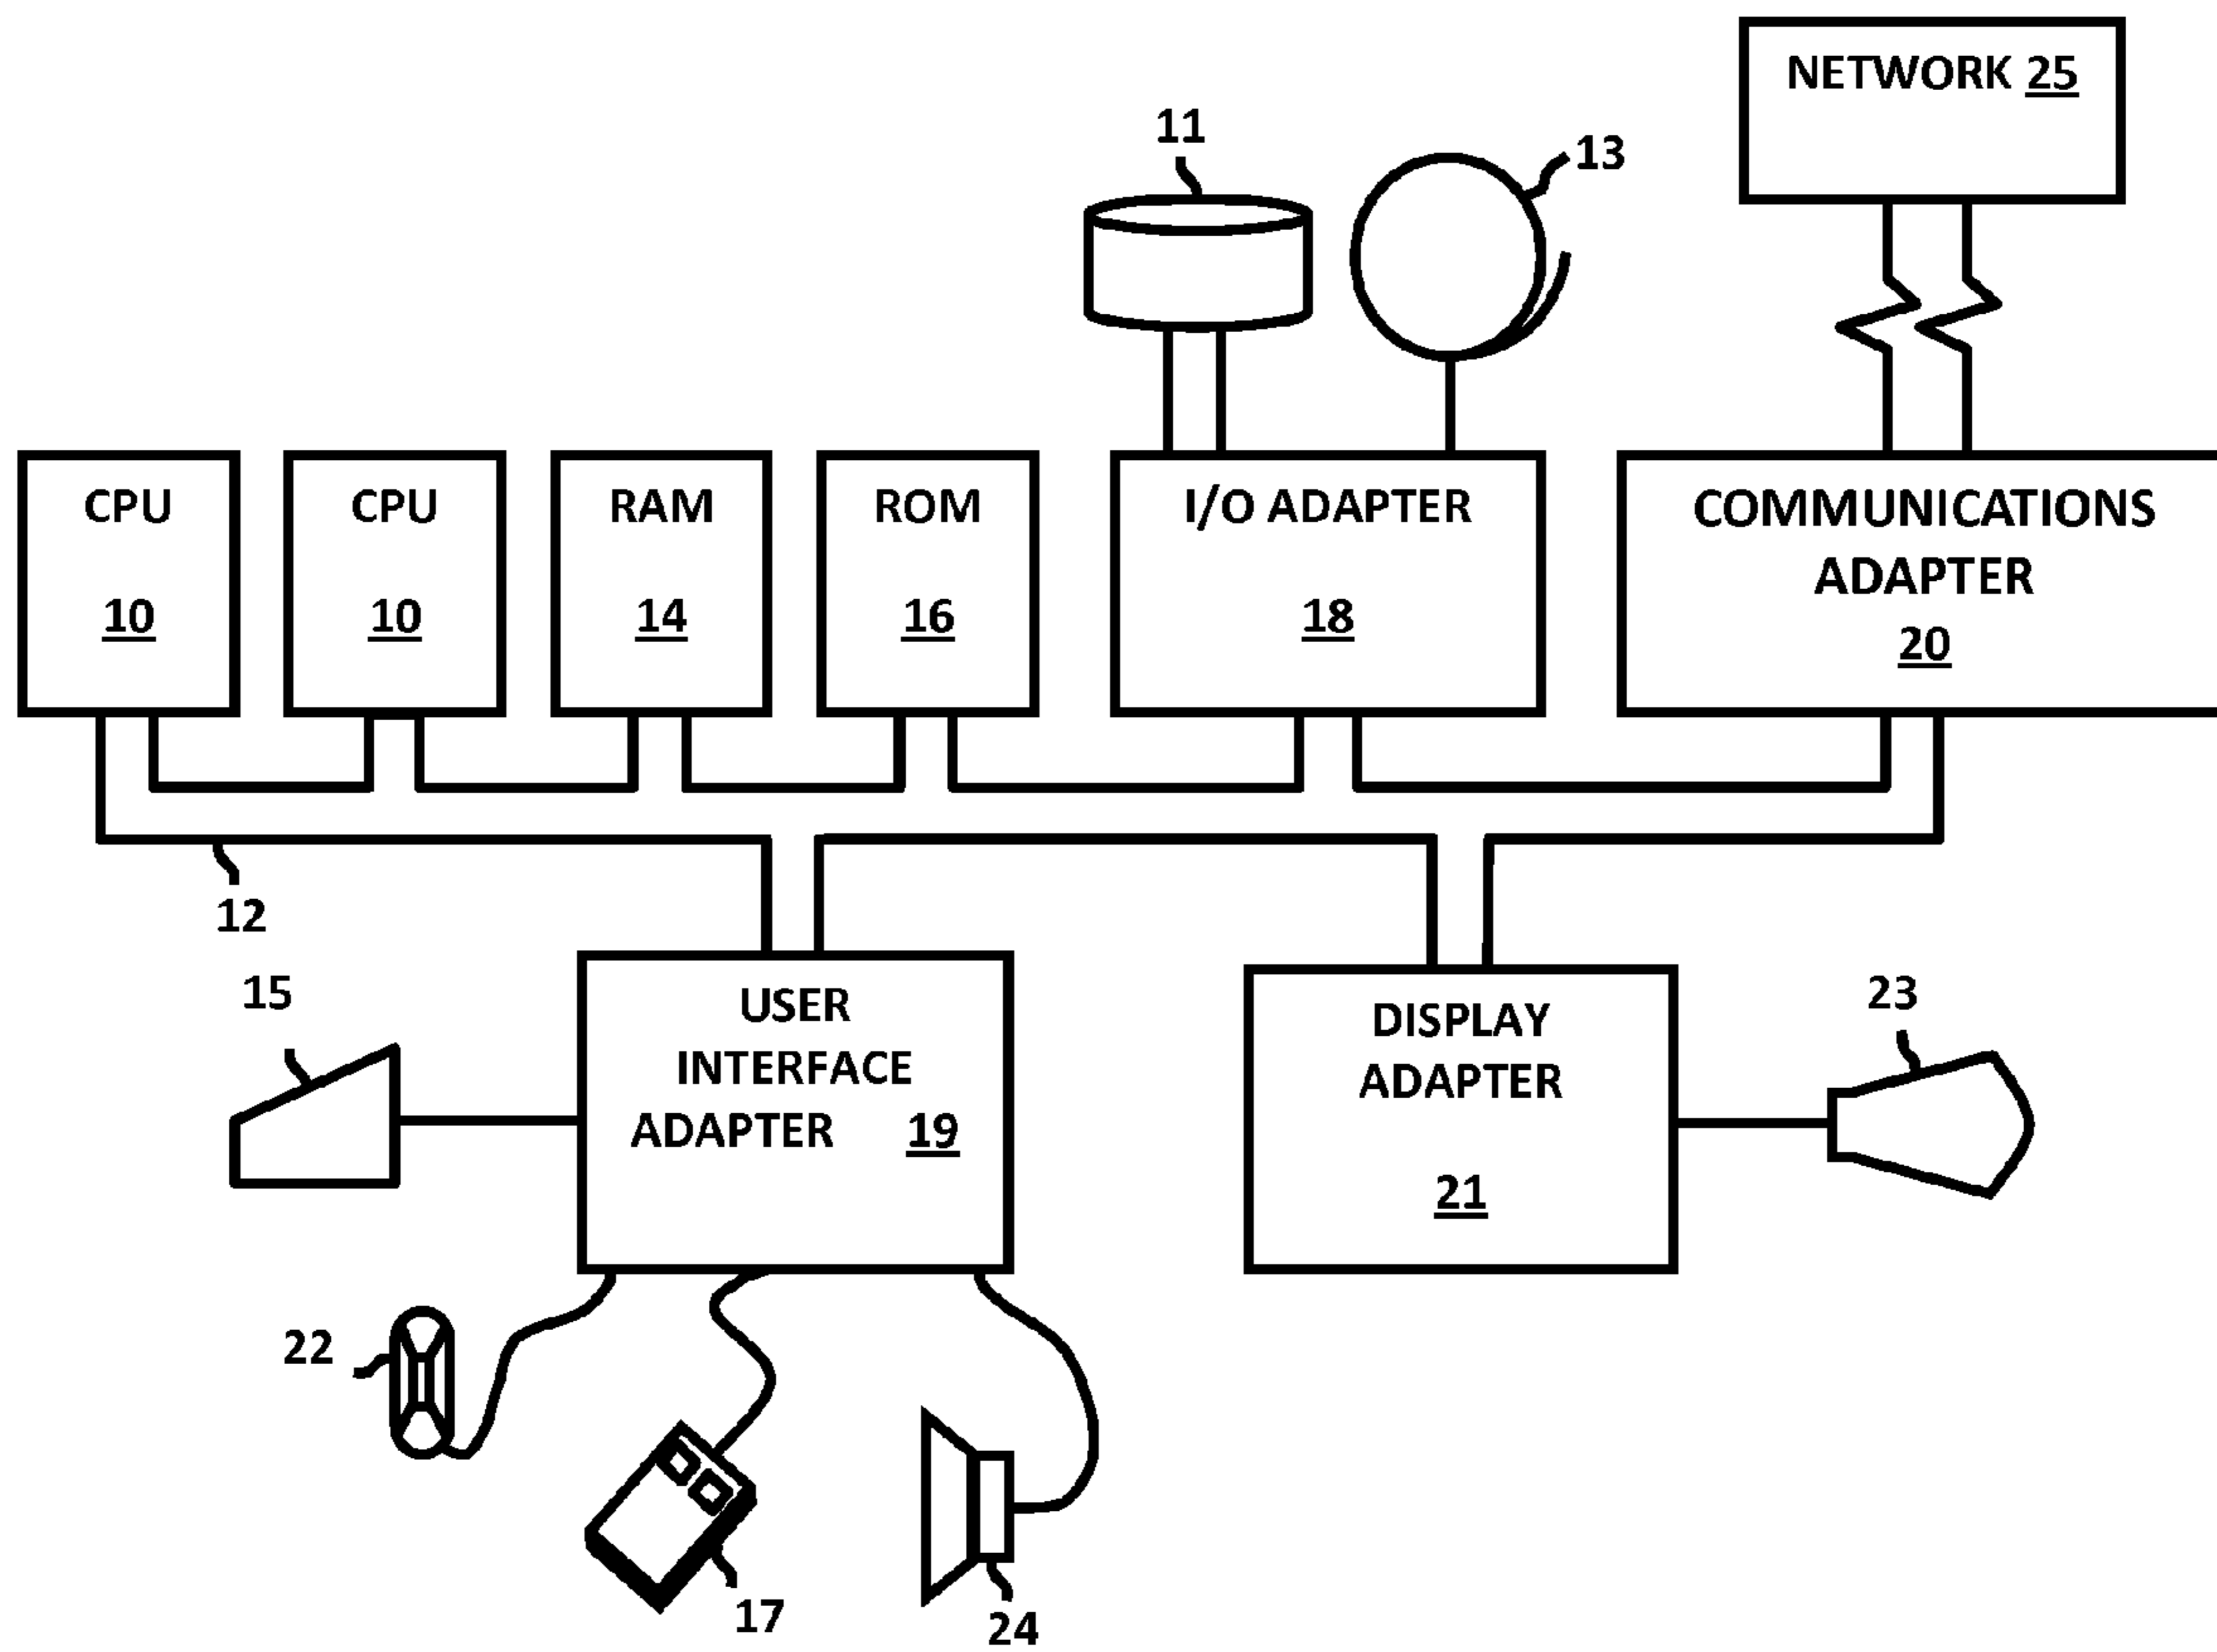 NETWORK 25
11
13
CPU
10
CPU
10
RAM
14
ROM
16
I/O ADAPTER
18
COMMUNICATIONS
ADAPTER
20
12
15
USER
INTERFACE
ADAPTER 19
DISPLAY
ADAPTER
21
23
22
17
24